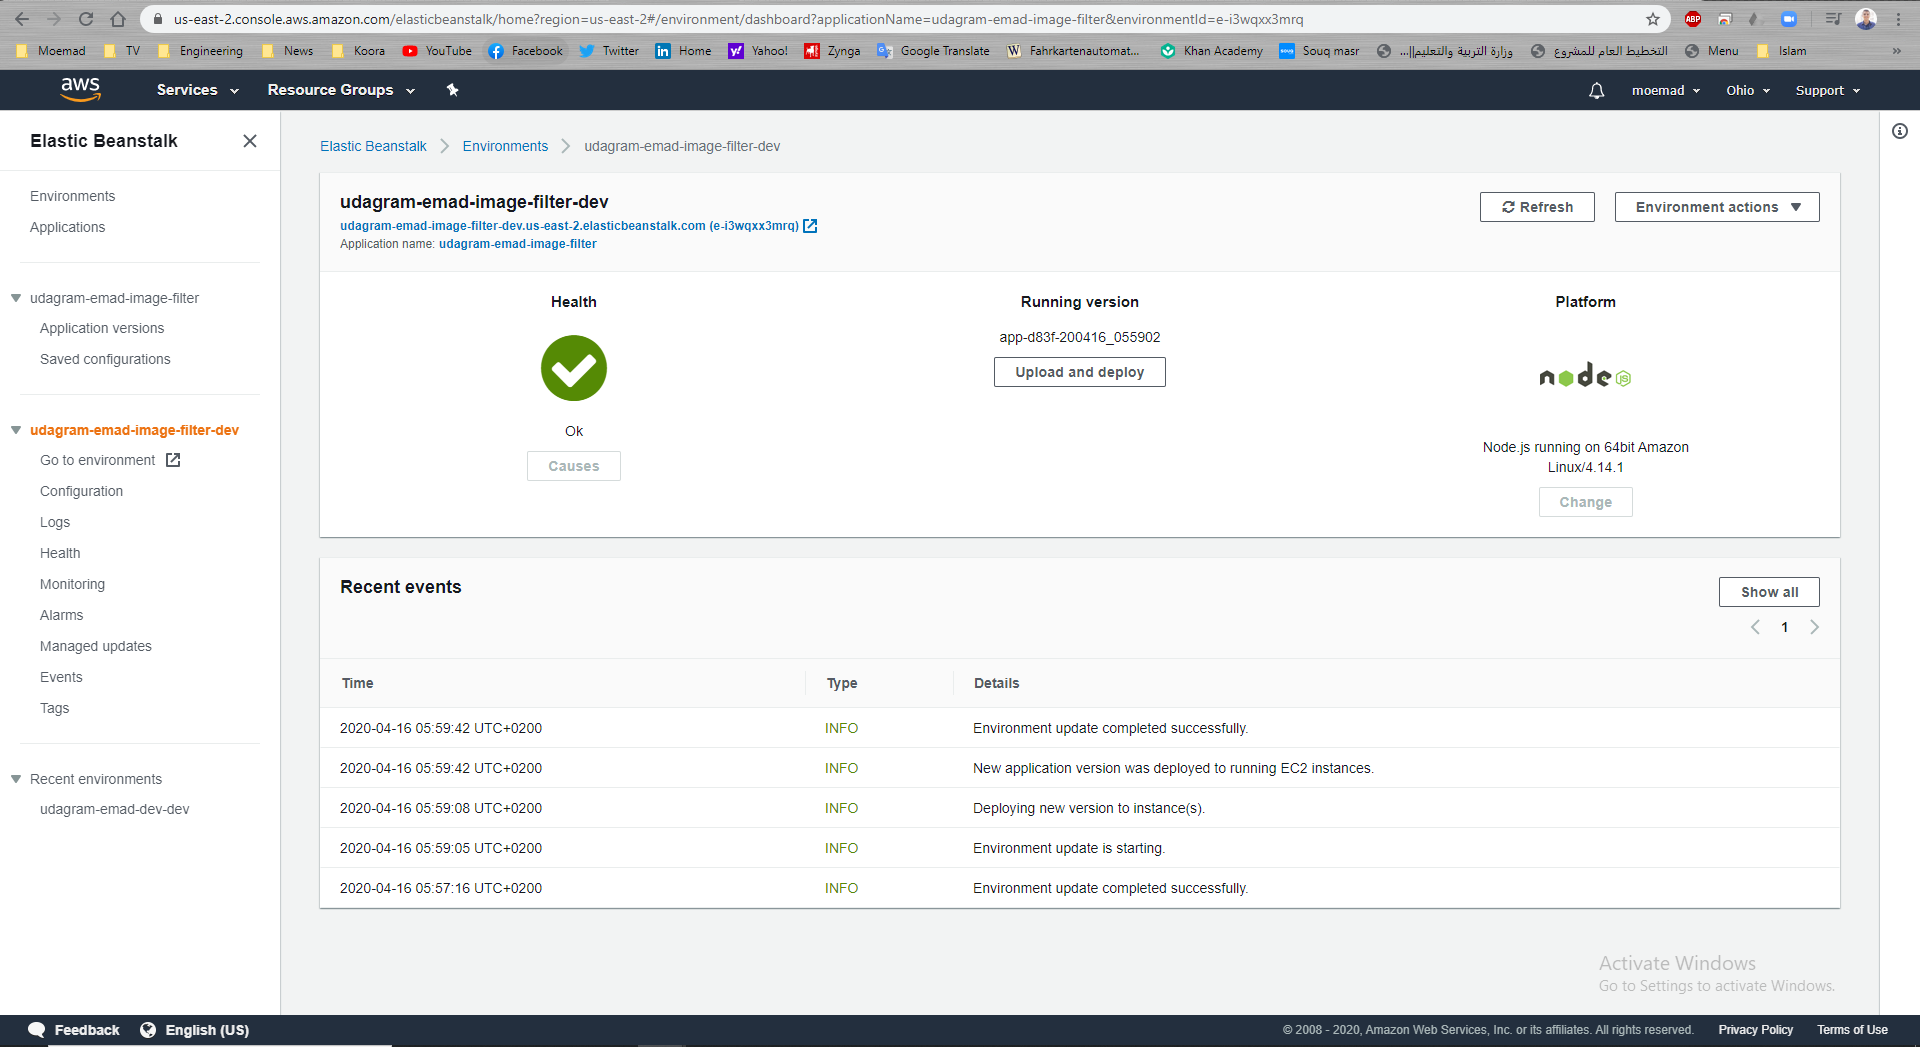 us-east-2.console.aws.amazon.com/elasticbeanstalk/home?region=us-east-2#/environment/dashboard?applicationName=udagram-emad-image-filter&environmentId=e-i3wqxx3mrq
ABP
Moemad TV Engineering News Koora YouTube Facebook Twitter Home Yahoo! Zynga Google Translate Fahrkartenautomat... Khan Academy Souq masr وزارة التربية والتعليم||... التخطيط العام للمشروع Menu Islam »
aws Services Resource Groups moemad Ohio Support
Elastic Beanstalk
Environments
Applications
udagram-emad-image-filter
Application versions
Saved configurations
udagram-emad-image-filter-dev
Go to environment
Configuration
Logs
Health
Monitoring
Alarms
Managed updates
Events
Tags
Recent environments
udagram-emad-dev-dev
Elastic Beanstalk Environments udagram-emad-image-filter-dev
udagram-emad-image-filter-dev
udagram-emad-image-filter-dev.us-east-2.elasticbeanstalk.com (e-i3wqxx3mrq)
Application name: udagram-emad-image-filter
Refresh Environment actions
Health
Ok
Causes
Running version
app-d83f-200416_055902
Upload and deploy
Platform
node JS
Node.js running on 64bit Amazon
Linux/4.14.1
Change
Recent events
Show all
1
Time Type Details
2020-04-16 05:59:42 UTC+0200 INFO Environment update completed successfully.
2020-04-16 05:59:42 UTC+0200 INFO New application version was deployed to running EC2 instances.
2020-04-16 05:59:08 UTC+0200 INFO Deploying new version to instance(s).
2020-04-16 05:59:05 UTC+0200 INFO Environment update is starting.
2020-04-16 05:57:16 UTC+0200 INFO Environment update completed successfully.
Activate Windows
Go to Settings to activate Windows.
Feedback English (US) © 2008 - 2020, Amazon Web Services, Inc. or its affiliates. All rights reserved. Privacy Policy Terms of Use